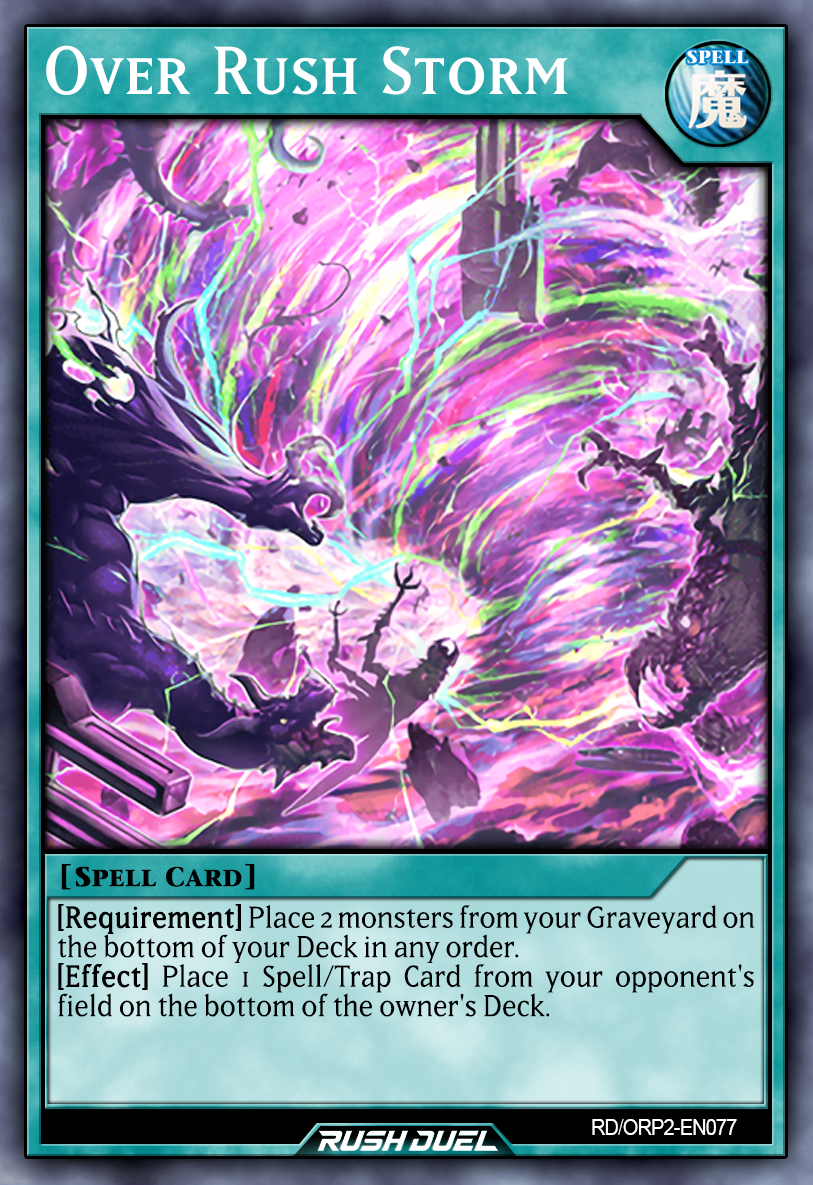 Over Rush Storm
SPELL
魔
[Spell Card]
[Requirement] Place 2 monsters from your Graveyard on
the bottom of your Deck in any order.
[Effect] Place 1 Spell/Trap Card from your opponent's
field on the bottom of the owner's Deck.
RUSH DUEL
RD/ORP2-EN077